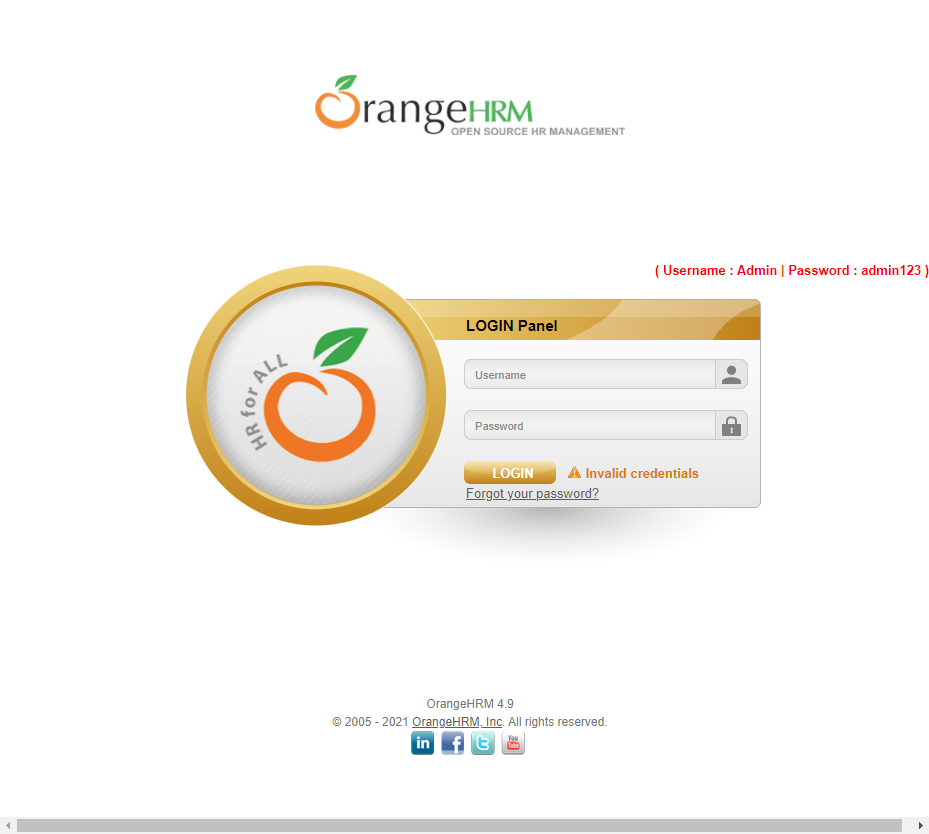 OrangeHRM
OPEN SOURCE HR MANAGEMENT
( Username : Admin | Password : admin123 )
LOGIN Panel
HR for ALL
Username
Password
LOGIN
Invalid credentials
Forgot your password?
OrangeHRM 4.9
© 2005 - 2021 OrangeHRM, Inc. All rights reserved.
in f t You Tube